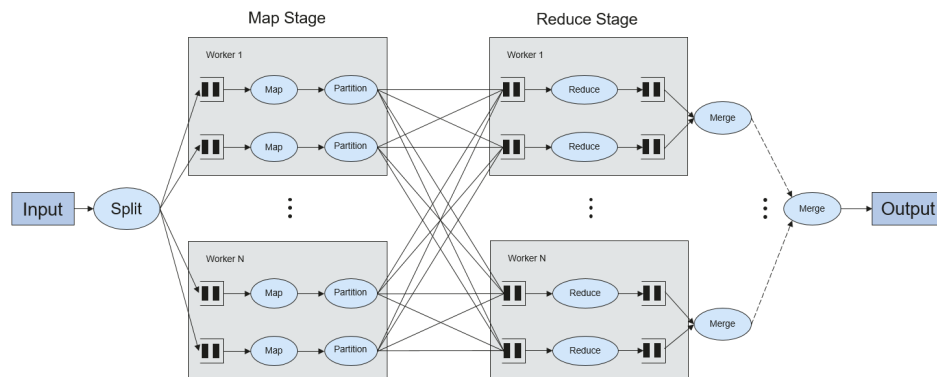 Map Stage
Reduce Stage
Worker 1
Map
Partition
Map
Partition
Worker 1
Reduce
Reduce
Merge
Input
Split
Merge
Output
Worker N
Map
Partition
Map
Partition
Worker N
Reduce
Reduce
Merge